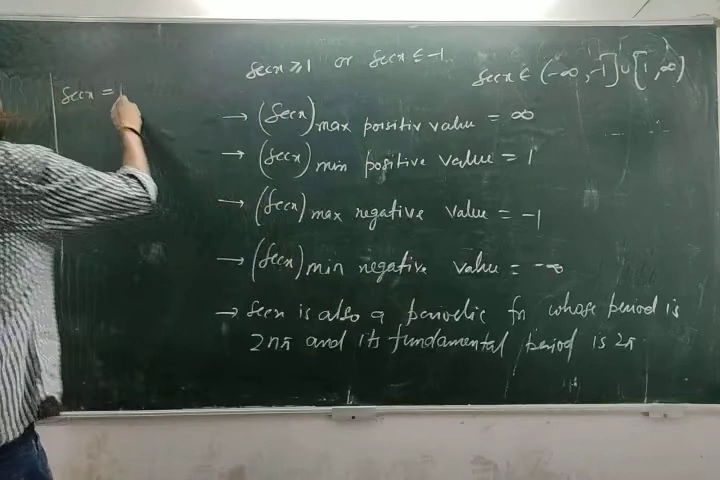 secx ≥ 1 or secx ≤ -1 secx ∈ (-∞, -1] ∪ [1, ∞)
secx = 1
→ (secx) max porsitiv value = ∞
→ (secx) min positive value = 1
→ (secx) max negative value = -1
→ (secx) min negative value = -∞
→ secx is also a periodic fn whose period is
2nπ and its fundamental period is 2π.